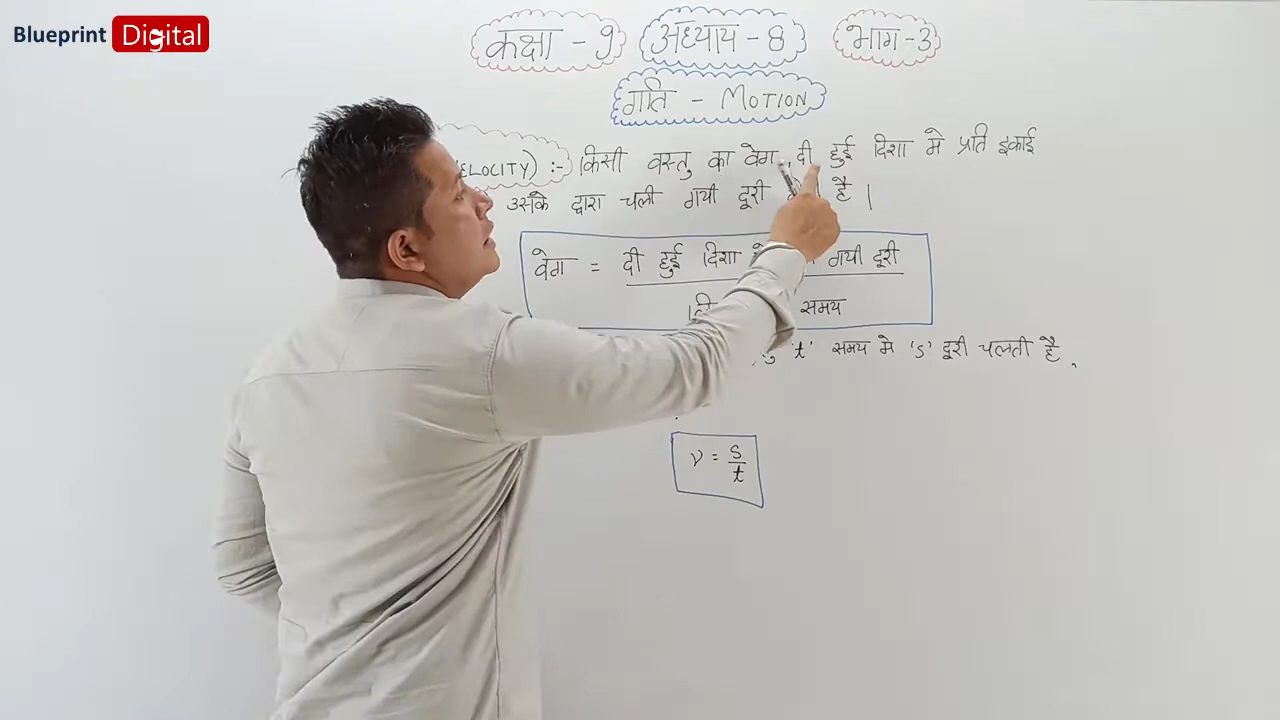 Blueprint Digital
कक्षा - 9 अध्याय - 8 भाग - 3
गति - MOTION
ELOCITY) :- किसी वस्तु का वेग, दी हुई दिशा मे प्रति इकाई
उसके द्वारा चली गयी दूरी है |
वेग = दी हुई दिशा गयी दूरी
समय
't' समय मे 's' दूरी चलती है,
v = s/t